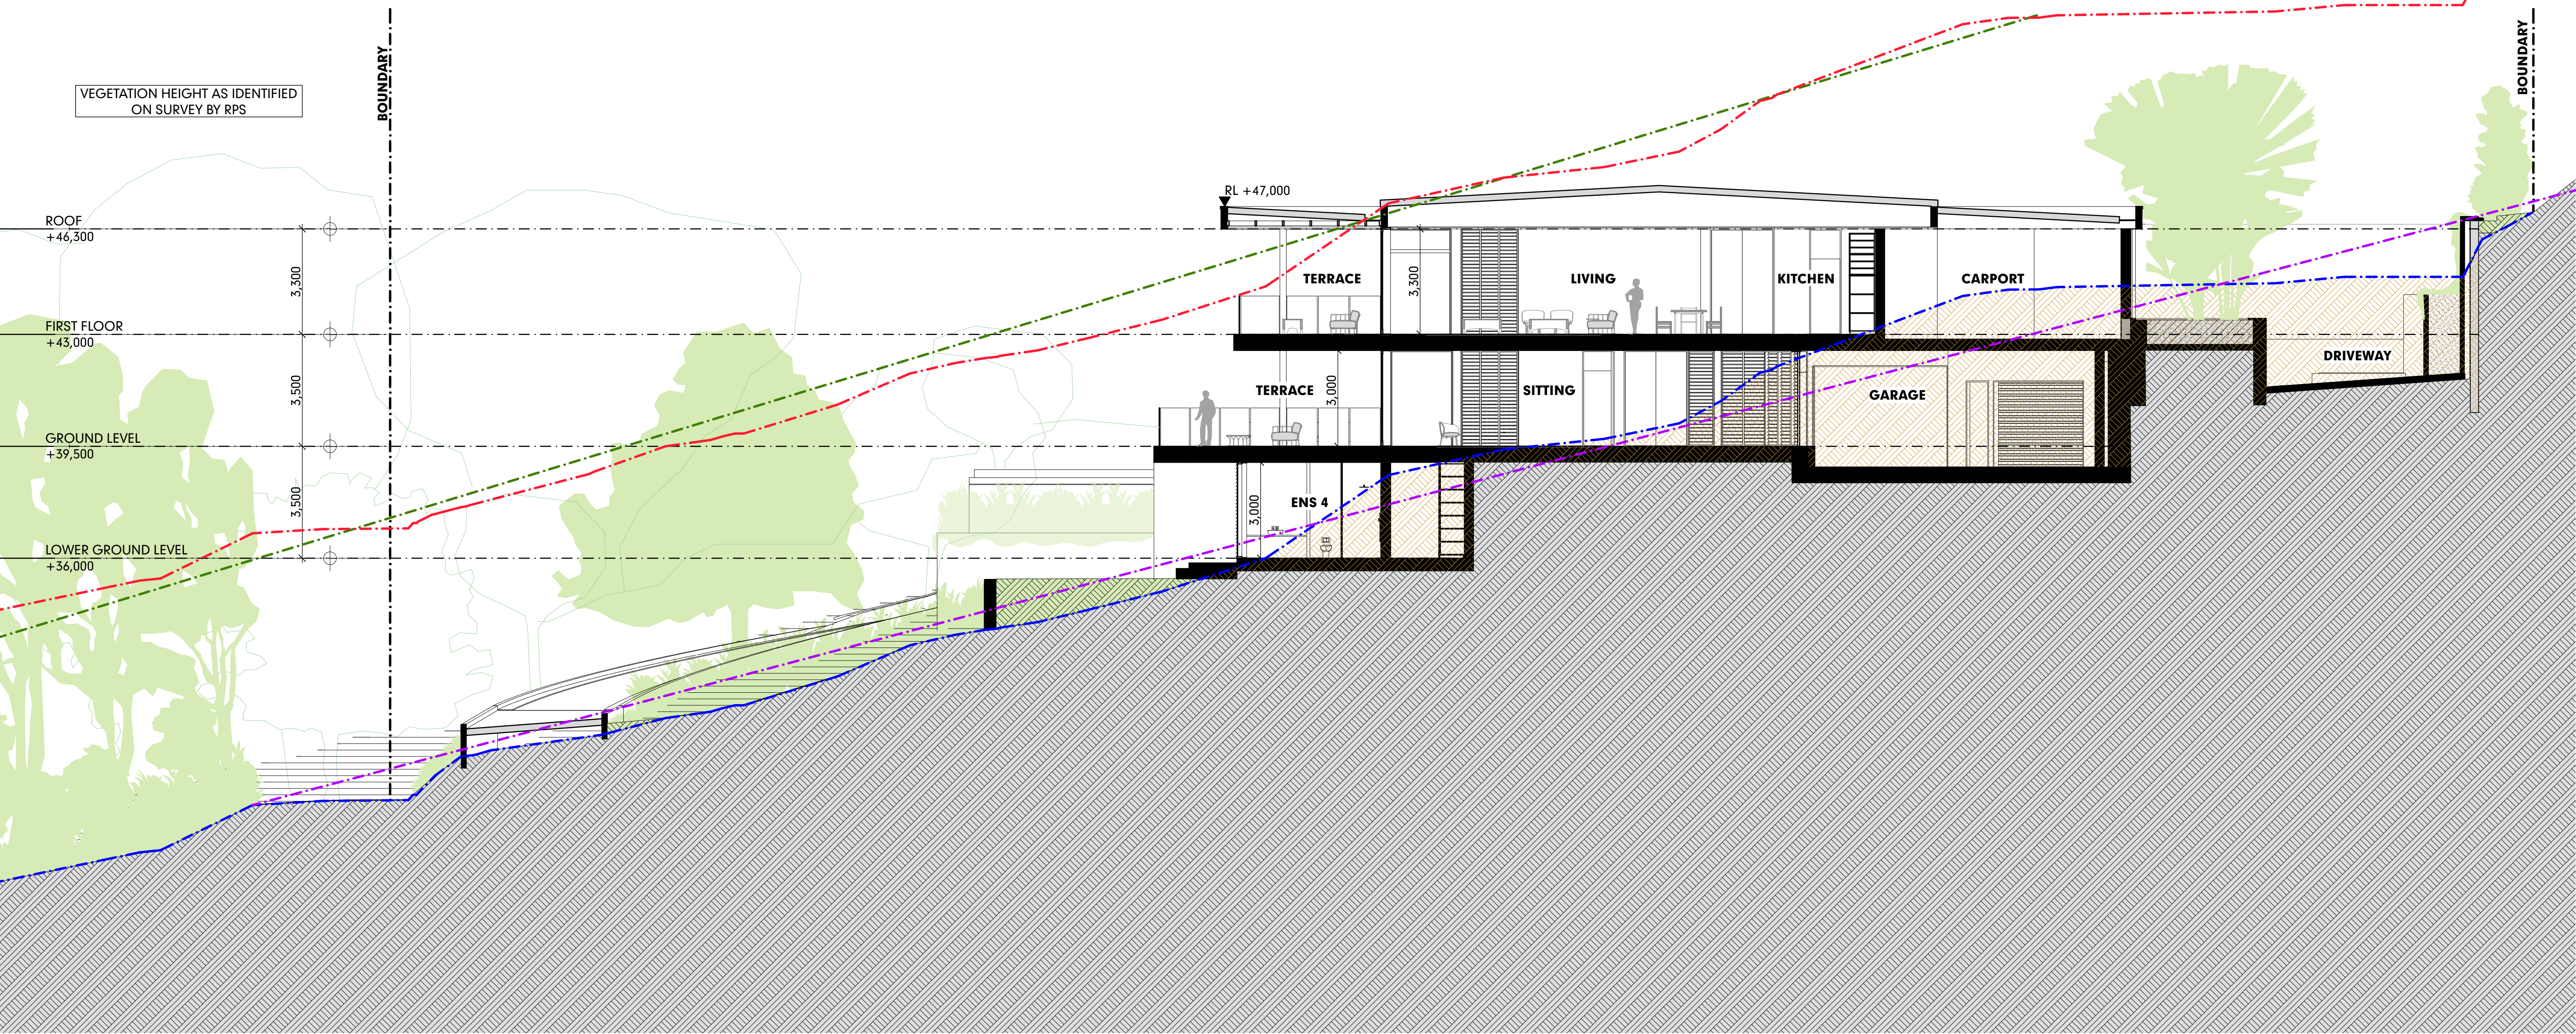 BOUNDARY
BOUNDARY
VEGETATION HEIGHT AS IDENTIFIED
ON SURVEY BY RPS
RL +47,000
ROOF
+46,300
3,300
TERRACE
3,300
LIVING
KITCHEN
CARPORT
FIRST FLOOR
+43,000
3,500
TERRACE
3,000
SITTING
GARAGE
DRIVEWAY
GROUND LEVEL
+39,500
3,500
3,000
ENS 4
LOWER GROUND LEVEL
+36,000